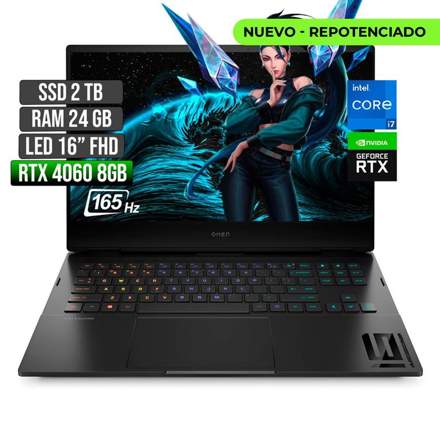 NUEVO - REPOTENCIADO
SSD 2 TB
RAM 24 GB
LED 16” FHD
RTX 4060 8GB
165 Hz
intel.
CORE
i7
NVIDIA
GEFORCE
RTX
OMEN